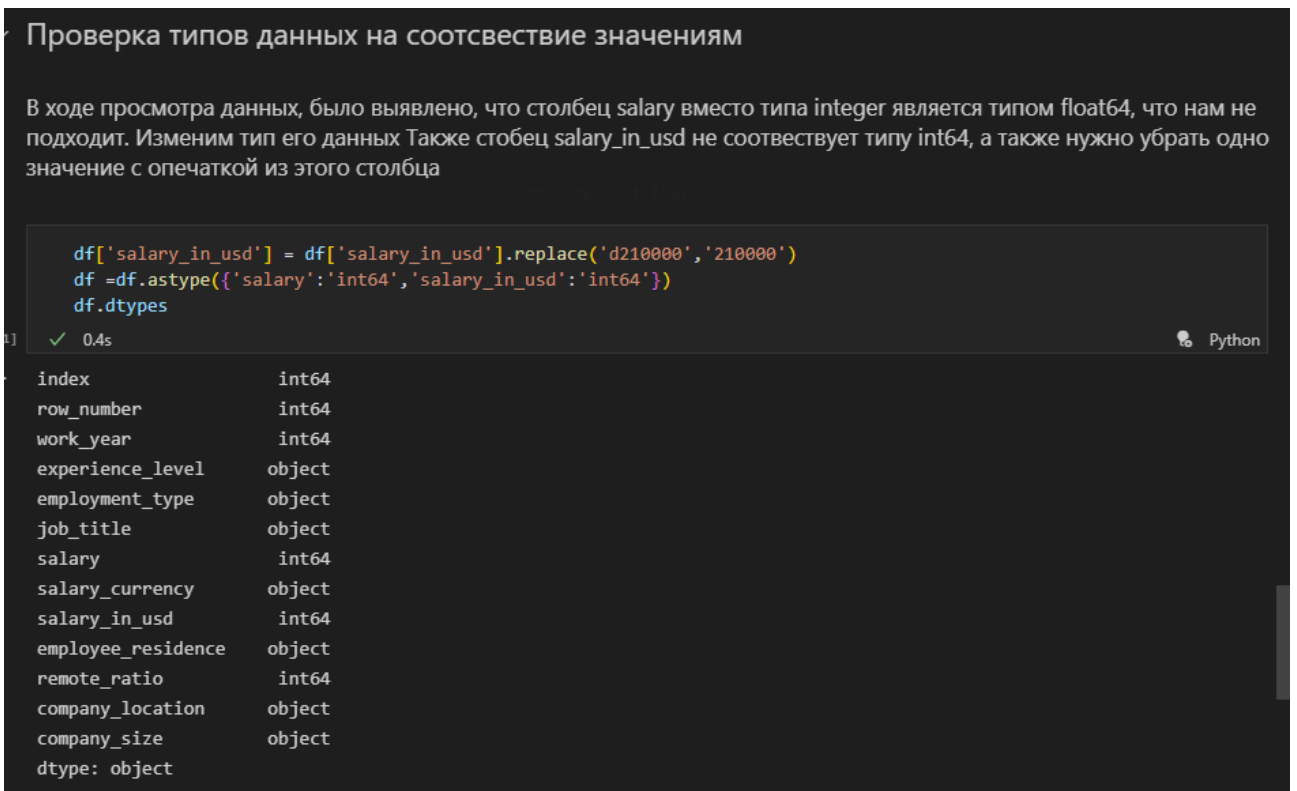 Проверка типов данных на соотсвествие значениям
В ходе просмотра данных, было выявлено, что столбец salary вместо типа integer является типом float64, что нам не
подходит. Изменим тип его данных Также стобец salary_in_usd не соотвествует типу int64, а также нужно убрать одно
значение с опечаткой из этого столбца
df['salary_in_usd'] = df['salary_in_usd'].replace('d210000','210000')
df =df.astype({'salary':'int64','salary_in_usd':'int64'})
df.dtypes
1] ✓ 0.4s Python
index int64
row_number int64
work_year int64
experience_level object
employment_type object
job_title object
salary int64
salary_currency object
salary_in_usd int64
employee_residence object
remote_ratio int64
company_location object
company_size object
dtype: object